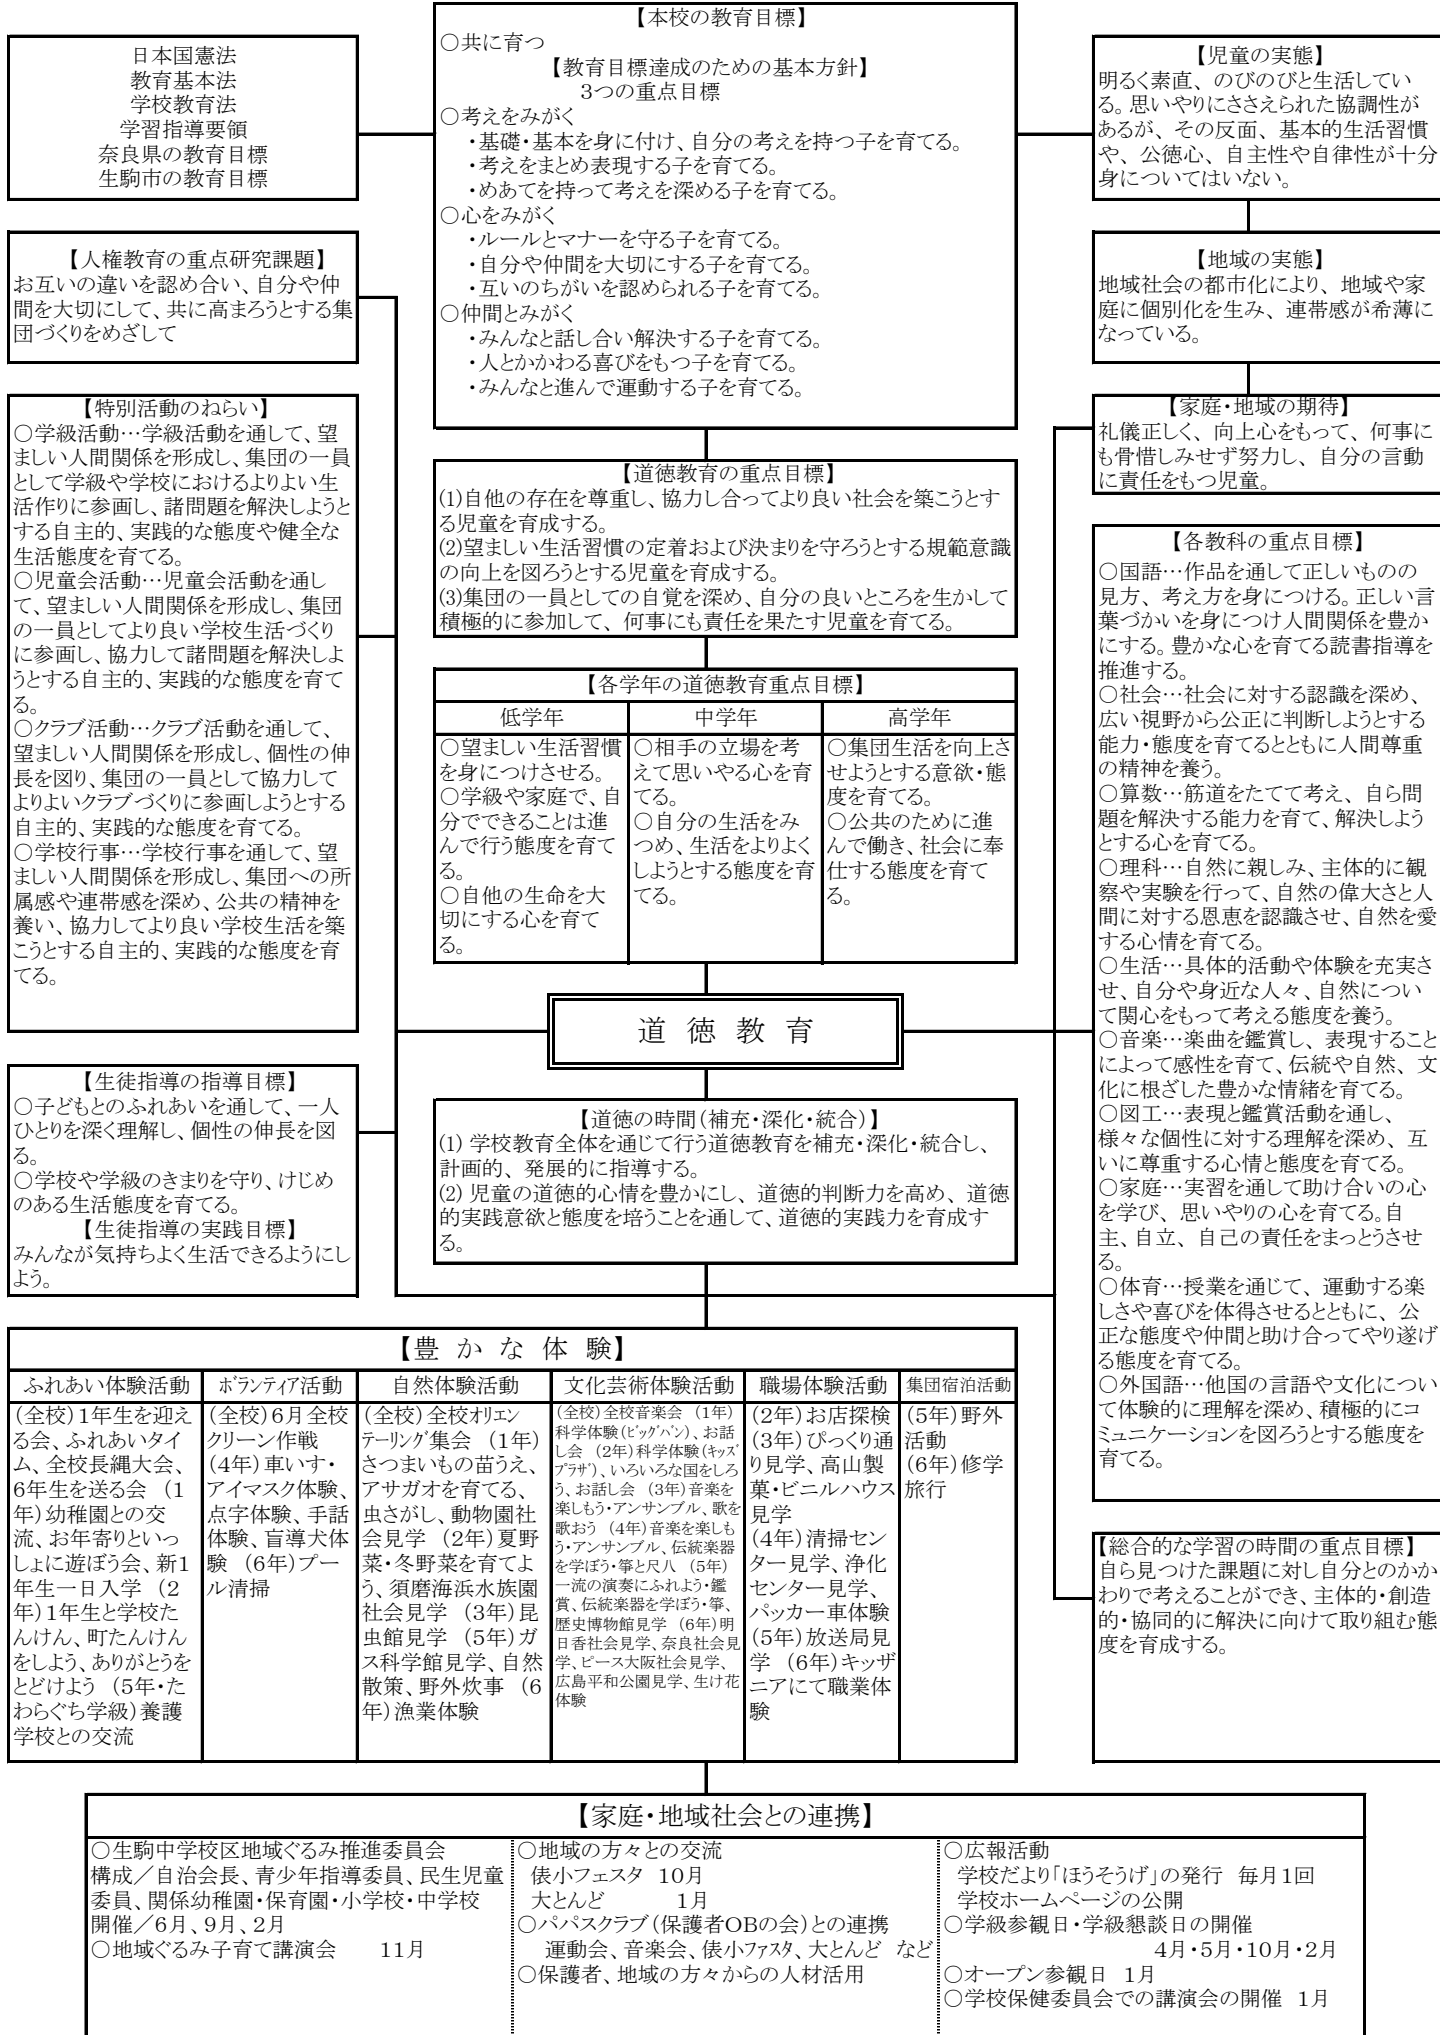 【本校の教育目標】
○共に育つ
【教育目標達成のための基本方針】
3つの重点目標
○考えをみがく
・基礎・基本を身に付け、自分の考えを持つ子を育てる。
・考えをまとめ表現する子を育てる。
・めあてを持って考えを深める子を育てる。
○心をみがく
・ルールとマナーを守る子を育てる。
・自分や仲間を大切にする子を育てる。
・互いのちがいを認められる子を育てる。
○仲間とみがく
・みんなと話し合い解決する子を育てる。
・人とかかわる喜びをもつ子を育てる。
・みんなと進んで運動する子を育てる。
日本国憲法
教育基本法
学校教育法
学習指導要領
奈良県の教育目標
生駒市の教育目標
【児童の実態】
明るく素直、のびのびと生活してい
る。思いやりにささえられた協調性が
あるが、その反面、基本的生活習慣
や、公徳心、自主性や自律性が十分
身についてはいない。
【人権教育の重点研究課題】
お互いの違いを認め合い、自分や仲
間を大切にして、共に高まろうとする集
団づくりをめざして
【地域の実態】
地域社会の都市化により、地域や家
庭に個別化を生み、連帯感が希薄に
なっている。
【家庭・地域の期待】
礼儀正しく、向上心をもって、何事に
も骨惜しみせず努力し、自分の言動
に責任をもつ児童。
【特別活動のねらい】
○学級活動…学級活動を通して、望
ましい人間関係を形成し、集団の一員
として学級や学校におけるよりよい生
活作りに参画し、諸問題を解決しようと
する自主的、実践的な態度や健全な
生活態度を育てる。
○児童会活動…児童会活動を通し
て、望ましい人間関係を形成し、集団
の一員としてより良い学校生活づくり
に参画し、協力して諸問題を解決しよ
うとする自主的、実践的な態度を育て
る。
○クラブ活動…クラブ活動を通して、
望ましい人間関係を形成し、個性の伸
長を図り、集団の一員として協力して
よりよいクラブづくりに参画しようとする
自主的、実践的な態度を育てる。
○学校行事…学校行事を通して、望
ましい人間関係を形成し、集団への所
属感や連帯感を深め、公共の精神を
養い、協力してより良い学校生活を築
こうとする自主的、実践的な態度を育
てる。
【道徳教育の重点目標】
(1)自他の存在を尊重し、協力し合ってより良い社会を築こうとす
る児童を育成する。
(2)望ましい生活習慣の定着および決まりを守ろうとする規範意識
の向上を図ろうとする児童を育成する。
(3)集団の一員としての自覚を深め、自分の良いところを生かして
積極的に参加して、何事にも責任を果たす児童を育てる。
【各学年の道徳教育重点目標】
低学年
○望ましい生活習慣
を身につけさせる。
○学級や家庭で、自
分でできることは進
んで行う態度を育て
る。
○自他の生命を大
切にする心を育て
る。
中学年
○相手の立場を考
えて思いやる心を育
てる。
○自分の生活をみ
つめ、生活をよりよく
しようとする態度を育
てる。
高学年
○集団生活を向上さ
せようとする意欲・態
度を育てる。
○公共のために進
んで働き、社会に奉
仕する態度を育て
る。
【各教科の重点目標】
○国語…作品を通して正しいものの
見方、考え方を身につける。正しい言
葉づかいを身につけ人間関係を豊か
にする。豊かな心を育てる読書指導を
推進する。
○社会…社会に対する認識を深め、
広い視野から公正に判断しようとする
能力・態度を育てるとともに人間尊重
の精神を養う。
○算数…筋道をたてて考え、自ら問
題を解決する能力を育て、解決しよう
とする心を育てる。
○理科…自然に親しみ、主体的に観
察や実験を行って、自然の偉大さと人
間に対する恩恵を認識させ、自然を愛
する心情を育てる。
○生活…具体的活動や体験を充実さ
せ、自分や身近な人々、自然につい
て関心をもって考える態度を養う。
○音楽…楽曲を鑑賞し、表現すること
によって感性を育て、伝統や自然、文
化に根ざした豊かな情緒を育てる。
○図工…表現と鑑賞活動を通し、
様々な個性に対する理解を深め、互
いに尊重する心情と態度を育てる。
○家庭…実習を通して助け合いの心
を学び、思いやりの心を育てる。自
主、自立、自己の責任をまっとうさせ
る。
○体育…授業を通じて、運動する楽
しさや喜びを体得させるとともに、公
正な態度や仲間と助け合ってやり遂げ
る態度を育てる。
○外国語…他国の言語や文化につい
て体験的に理解を深め、積極的にコ
ミュニケーションを図ろうとする態度を
育てる。
道徳教育
【生徒指導の指導目標】
○子どもとのふれあいを通して、一人
ひとりを深く理解し、個性の伸長を図
る。
○学校や学級のきまりを守り、けじめ
のある生活態度を育てる。
【生徒指導の実践目標】
みんなが気持ちよく生活できるようにし
よう。
【道徳の時間(補充・深化・統合)】
(1) 学校教育全体を通じて行う道徳教育を補充・深化・統合し、
計画的、発展的に指導する。
(2) 児童の道徳的心情を豊かにし、道徳的判断力を高め、道徳
的実践意欲と態度を培うことを通して、道徳的実践力を育成す
る。
【豊かな体験】
ふれあい体験活動
(全校)1年生を迎え
る会、ふれあいタイ
ム、全校長縄大会、
6年生を送る会 (1
年)幼稚園との交
流、お年寄りといっ
しょに遊ぼう会、新1
年生一日入学 (2
年)1年生と学校た
んけん、町たんけん
をしよう、ありがとうを
とどけよう (5年・た
わらぐち学級)養護
学校との交流
ボランティア活動
(全校)6月全校
クリーン作戦
(4年)車いす・
アイマスク体験、
点字体験、手話
体験、盲導犬体
験 (6年)プー
ル清掃
自然体験活動
(全校)全校オリエン
テーリング集会 (1年)
さつまいもの苗うえ、
アサガオを育てる、
虫さがし、動物園社
会見学 (2年)夏野
菜・冬野菜を育てよ
う、須磨海浜水族園
社会見学 (3年)昆
虫館見学 (5年)ガ
ス科学館見学、自然
散策、野外炊事 (6
年)漁業体験
文化芸術体験活動
(全校)全校音楽会 (1年)
科学体験(ビッグバン)、お話
し会 (2年)科学体験(キッズ
プラザ)、いろいろな国をしろ
う、お話し会 (3年)音楽を
楽しもう・アンサンブル、歌を
歌おう (4年)音楽を楽しも
う・アンサンブル、伝統楽器
を学ぼう・箏と尺八 (5年)
一流の演奏にふれよう・鑑
賞、伝統楽器を学ぼう・箏、
歴史博物館見学 (6年)明
日香社会見学、奈良社会見
学、ピース大阪社会見学、
広島平和公園見学、生け花
体験
職場体験活動
(2年)お店探検
(3年)ぴっくり通
り見学、高山製
菓・ビニルハウス
見学
(4年)清掃セン
ター見学、浄化
センター見学、
パッカー車体験
(5年)放送局見
学 (6年)キッザ
ニアにて職業体
験
集団宿泊活動
(5年)野外
活動
(6年)修学
旅行
【総合的な学習の時間の重点目標】
自ら見つけた課題に対し自分とのかか
わりで考えることができ、主体的・創造
的・協同的に解決に向けて取り組む態
度を育成する。
【家庭・地域社会との連携】
○生駒中学校区地域ぐるみ推進委員会
構成/自治会長、青少年指導委員、民生児童
委員、関係幼稚園・保育園・小学校・中学校
開催/6月、9月、2月
○地域ぐるみ子育て講演会 11月
○地域の方々との交流
俵小フェスタ 10月
大とんど 1月
○パパスクラブ(保護者OBの会)との連携
運動会、音楽会、俵小ファスタ、大とんど など
○保護者、地域の方々からの人材活用
○広報活動
学校だより「ほうそうげ」の発行 毎月1回
学校ホームページの公開
○学級参観日・学級懇談日の開催
4月・5月・10月・2月
○オープン参観日 1月
○学校保健委員会での講演会の開催 1月